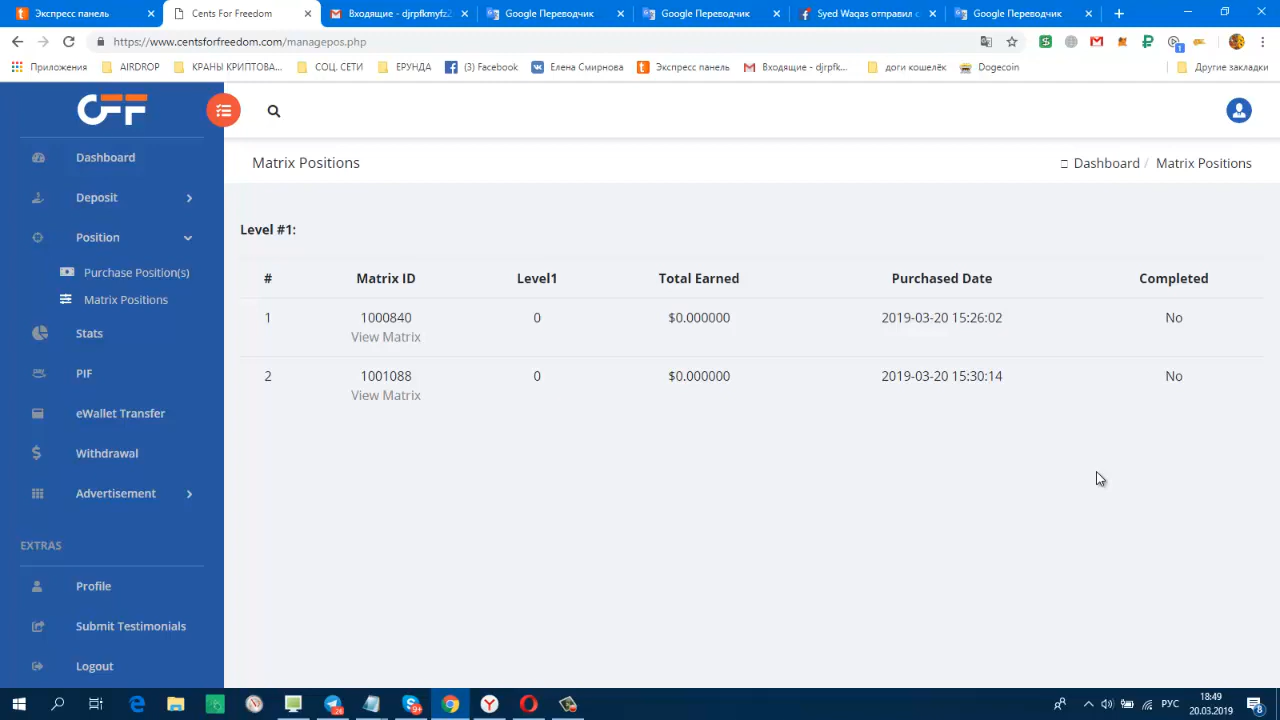 Экспресс панель
Cents For Freedom
Входящие - djrpfkmyfz2
Google Переводчик
Google Переводчик
Syed Waqas отправил с
Google Переводчик
https://www.centsforfreedom.com/managepos.php
Приложения
AIRDROP
КРАНЫ КРИПТОВА...
СОЦ. СЕТИ
ЕРУНДА
(3) Facebook
Елена Смирнова
Экспресс панель
Входящие - djrpfk...
доги кошелёк
Dogecoin
Другие закладки
CFF
Dashboard
Deposit
Position
Purchase Position(s)
Matrix Positions
Stats
PIF
eWallet Transfer
Withdrawal
Advertisement
EXTRAS
Profile
Submit Testimonials
Logout
Matrix Positions
Dashboard / Matrix Positions
Level #1:
# Matrix ID Level1 Total Earned Purchased Date Completed
1 1000840 0 $0.000000 2019-03-20 15:26:02 No
View Matrix
2 1001088 0 $0.000000 2019-03-20 15:30:14 No
View Matrix
РУС
18:49
20.03.2019